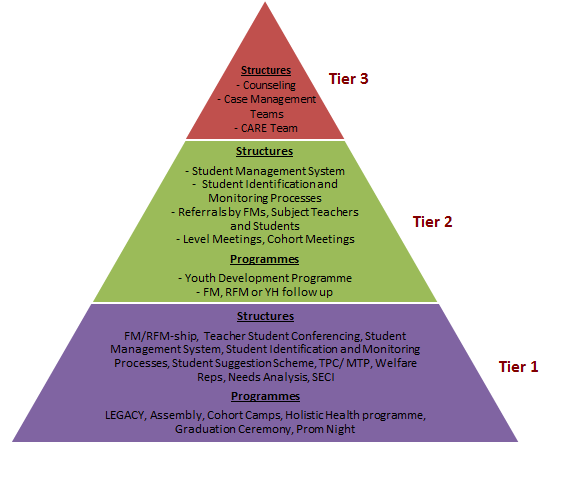 Structures
- Counseling
- Case Management
Teams
- CARE Team
Tier 3
Structures
- Student Management System
- Student Identification and
Monitoring Processes
- Referrals by FMs, Subject Teachers
and Students
- Level Meetings, Cohort Meetings
Programmes
- Youth Development Programme
- FM, RFM or YH follow up
Tier 2
Structures
FM/RFM-ship, Teacher Student Conferencing, Student
Management System, Student Identification and Monitoring
Processes, Student Suggestion Scheme, TPC/ MTP, Welfare
Reps, Needs Analysis, SECI
Programmes
LEGACY, Assembly, Cohort Camps, Holistic Health programme,
Graduation Ceremony, Prom Night
Tier 1